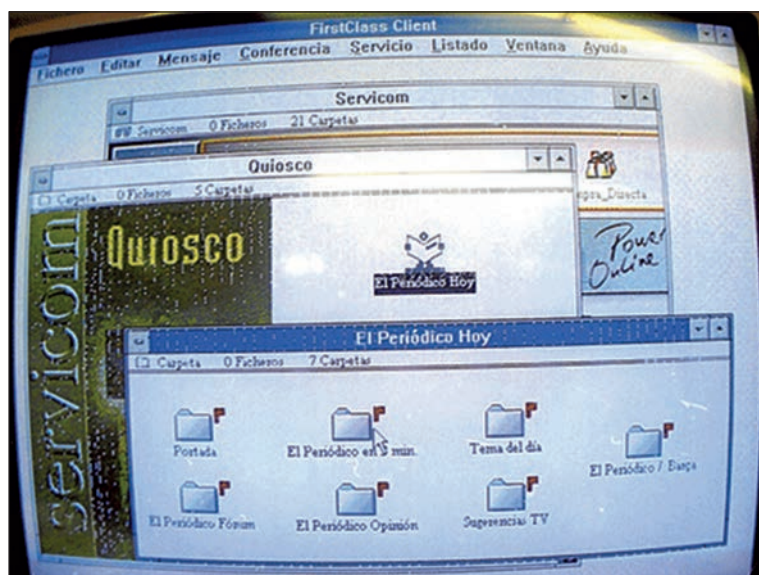 FirstClass Client
Fichero Editar Mensaje Conferencia Servicio Listado Ventana Ayuda
Servicom
Servicom 0 Ficheros 21 Carpetas
Quiosco
Carpeta 0 Ficheros 5 Carpetas
pra_Directa
servicom
Quiosco
El Periódico Hoy
Power
Online
El Periódico Hoy
Carpeta 0 Ficheros 7 Carpetas
Portada
El Periódico en 5 min.
Tema del día
El Periódico / Barça
El Periódico Fórum
El Periódico Opinión
Sugerencias TV